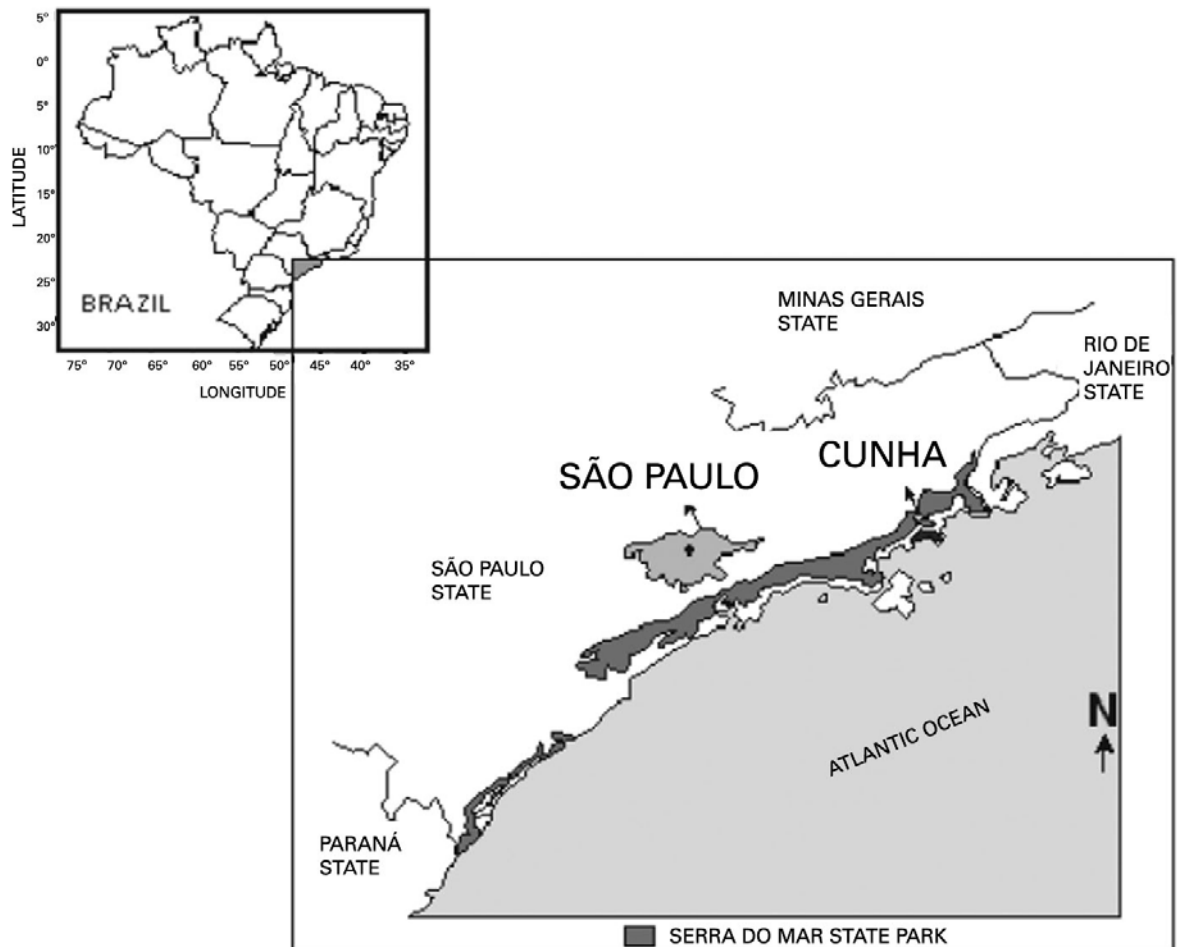 5°
0°
5°
10°
15°
20°
25°
30°
LATITUDE
BRAZIL
75° 70° 65° 60° 55° 50° 45° 40° 35°
LONGITUDE
MINAS GERAIS
STATE
RIO DE
JANEIRO
STATE
CUNHA
SÃO PAULO
SÃO PAULO
STATE
ATLANTIC OCEAN
N
PARANÁ
STATE
SERRA DO MAR STATE PARK